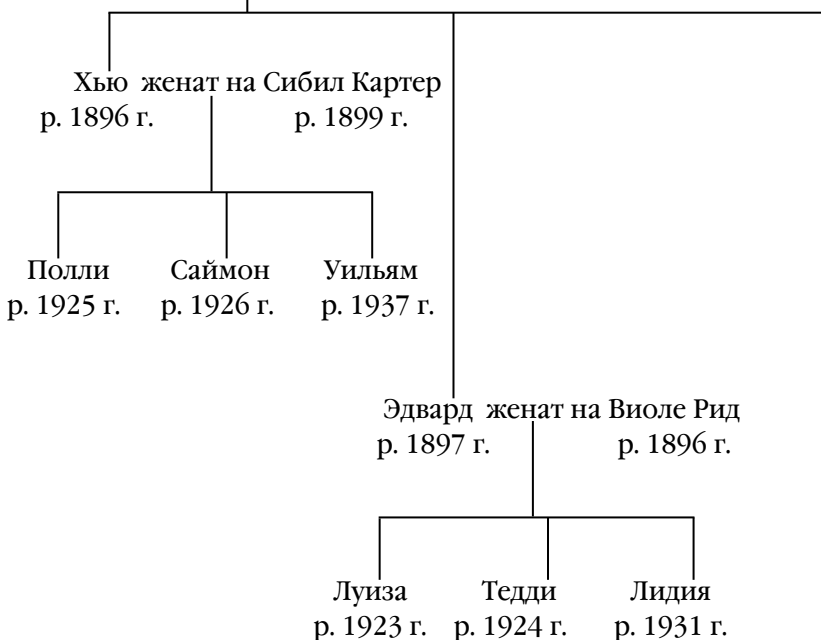 Хью женат на Сибил Картер
р. 1896 г. р. 1899 г.
Полли Саймон Уильям
р. 1925 г. р. 1926 г. р. 1937 г.
Эдвард женат на Виоле Рид
р. 1897 г. р. 1896 г.
Луиза Тедди Лидия
р. 1923 г. р. 1924 г. р. 1931 г.